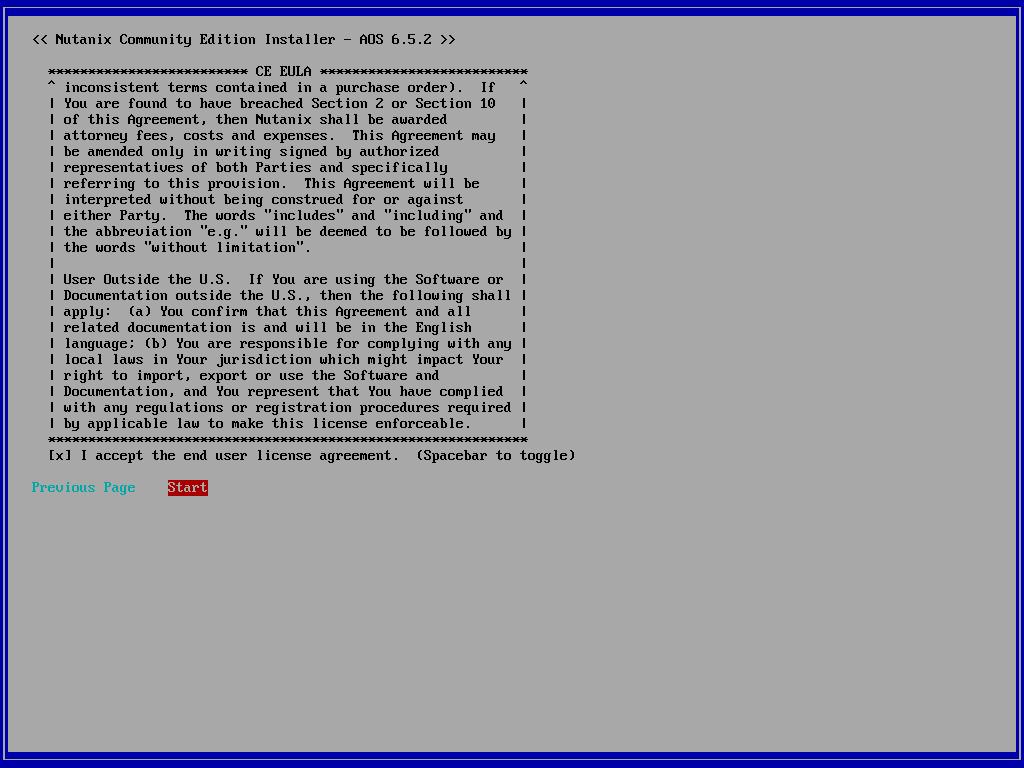 << Nutanix Community Edition Installer - AOS 6.5.2 >>
************************* CE EULA **************************
^ inconsistent terms contained in a purchase order).  If   ^
| You are found to have breached Section 2 or Section 10   |
| of this Agreement, then Nutanix shall be awarded         |
| attorney fees, costs and expenses.  This Agreement may   |
| be amended only in writing signed by authorized          |
| representatives of both Parties and specifically         |
| referring to this provision.  This Agreement will be     |
| interpreted without being construed for or against       |
| either Party.  The words "includes" and "including" and  |
| the abbreviation "e.g." will be deemed to be followed by |
| the words "without limitation".                          |
|                                                          |
| User Outside the U.S.  If You are using the Software or  |
| Documentation outside the U.S., then the following shall |
| apply:  (a) You confirm that this Agreement and all      |
| related documentation is and will be in the English      |
| language; (b) You are responsible for complying with any |
| local laws in Your jurisdiction which might impact Your  |
| right to import, export or use the Software and          |
| Documentation, and You represent that You have complied  |
| with any regulations or registration procedures required |
| by applicable law to make this license enforceable.      |
************************************************************
[x] I accept the end user license agreement.  (Spacebar to toggle)
Previous Page    Start